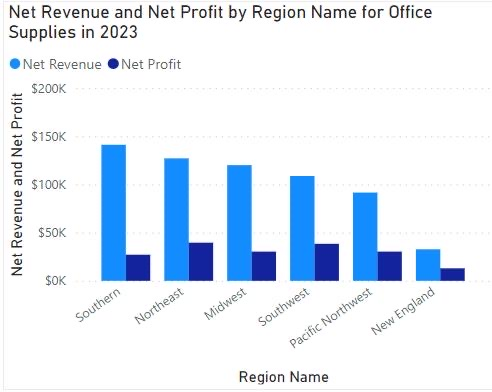 Net Revenue and Net Profit by Region Name for Office
Supplies in 2023
Net Revenue Net Profit
Net Revenue and Net Profit
$200K
$150K
$100K
$50K
$0K
Southern
Northeast
Midwest
Southwest
Pacific Northwest
New England
Region Name